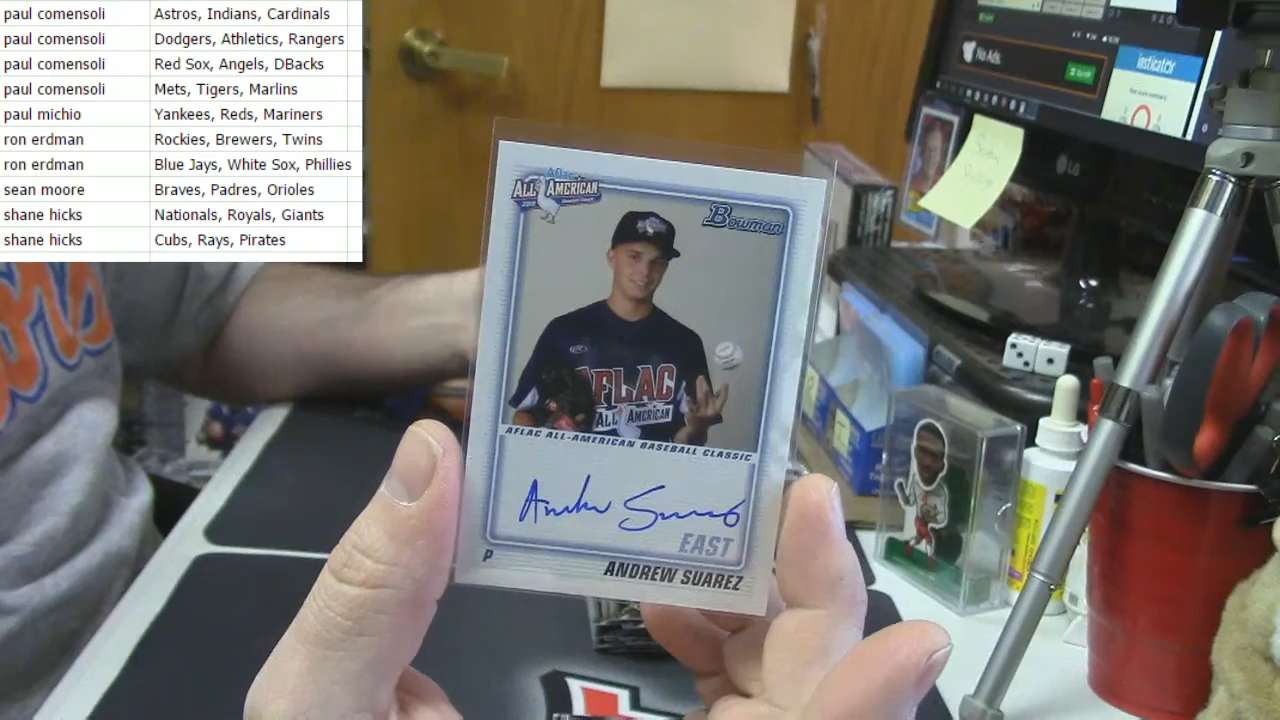 paul comensoli Astros, Indians, Cardinals
paul comensoli Dodgers, Athletics, Rangers
paul comensoli Red Sox, Angels, DBacks
paul comensoli Mets, Tigers, Marlins
paul michio Yankees, Reds, Mariners
ron erdman Rockies, Brewers, Twins
ron erdman Blue Jays, White Sox, Phillies
sean moore Braves, Padres, Orioles
shane hicks Nationals, Royals, Giants
shane hicks Cubs, Rays, Pirates
Aflac
ALL AMERICAN
Bowman
AFLAC
ALL AMERICAN
AFLAC ALL-AMERICAN BASEBALL CLASSIC
EAST
P
ANDREW SUAREZ
No Ads.
insticator
LG